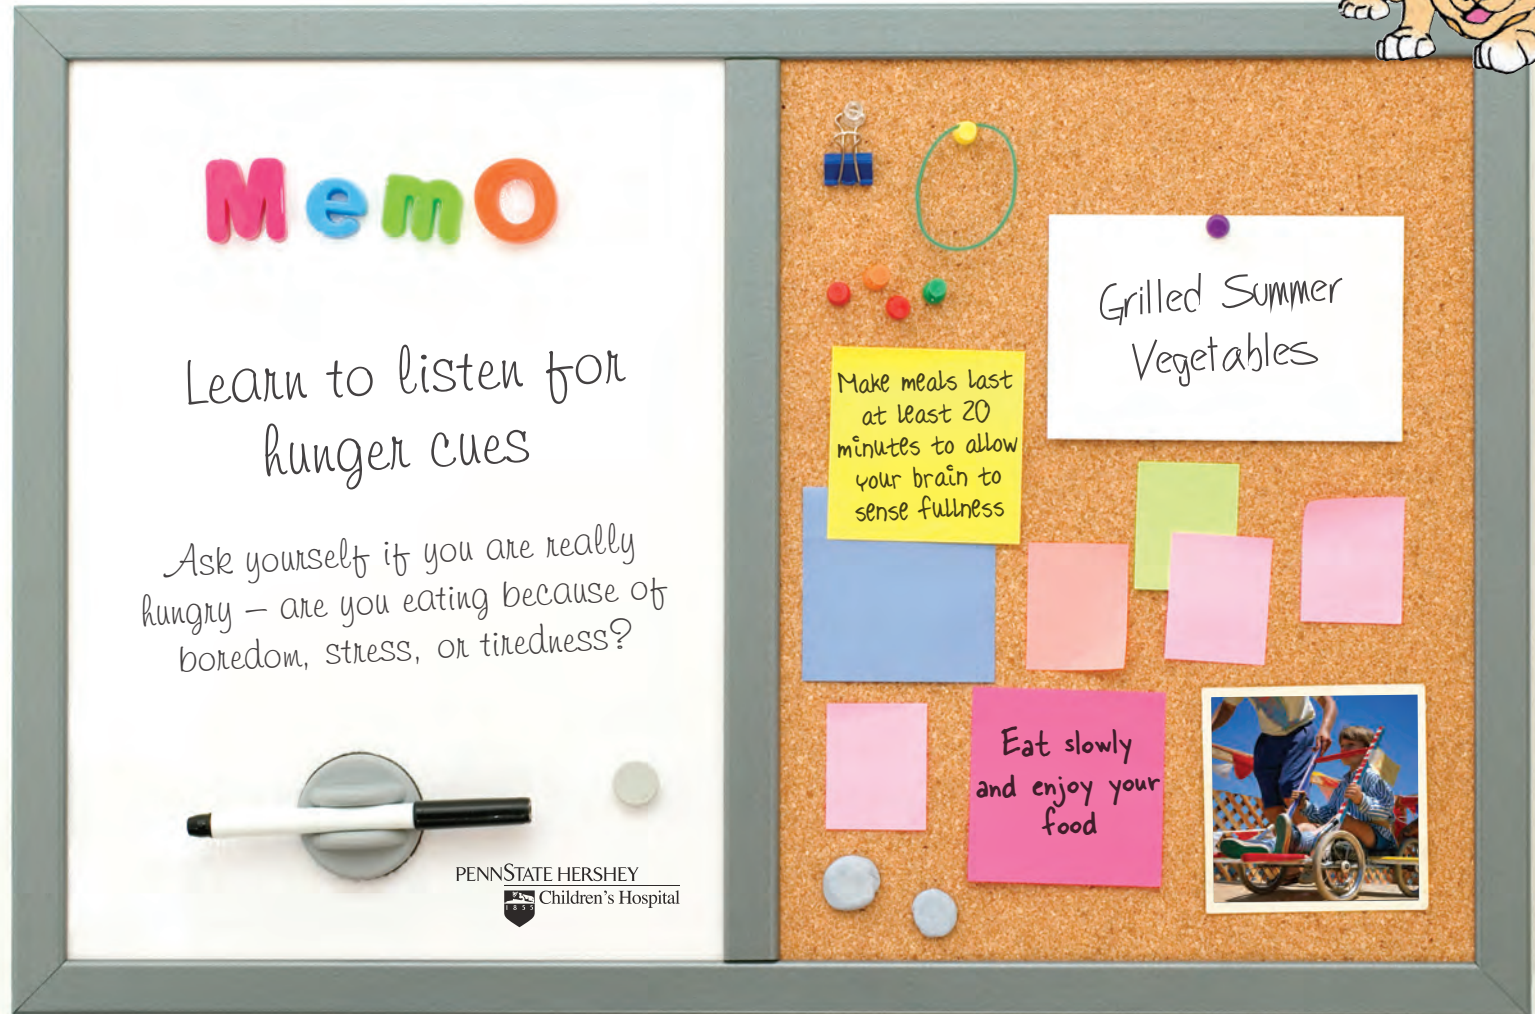 Memo
Learn to listen for
hunger cues
Ask yourself if you are really
hungry – are you eating because of
boredom, stress, or tiredness?
PENNSTATE HERSHEY
Children's Hospital
1855
Grilled Summer
Vegetables
Make meals last
at least 20
minutes to allow
your brain to
sense fullness
Eat slowly
and enjoy your
food